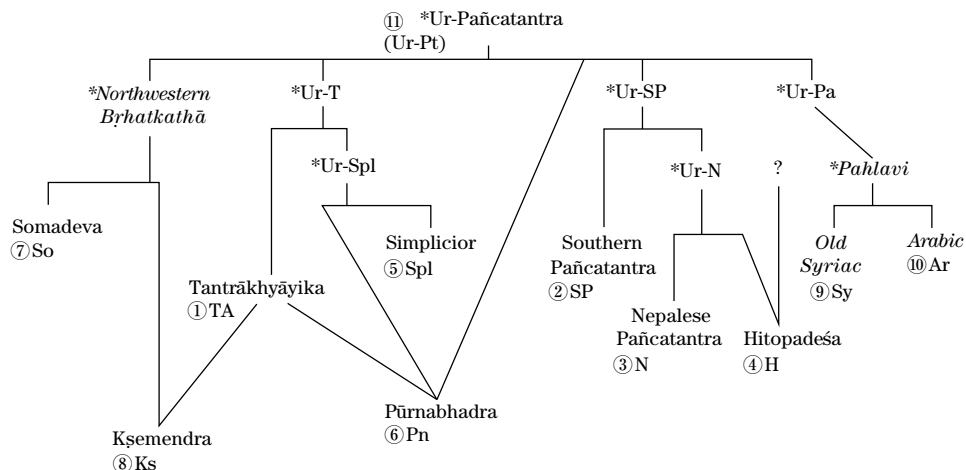 ⑪ *Ur-Pañcatantra
(Ur-Pt)
*Northwestern
Bṛhatkathā
*Ur-T
*Ur-SP
*Ur-Pa
*Ur-Spl
*Ur-N
?
*Pahlavi
Somadeva
⑦So
Simplicior
⑤Spl
Southern
Pañcatantra
②SP
Old
Syriac
⑨Sy
Arabic
⑩Ar
Tantrākhyāyika
①TA
Nepalese
Pañcatantra
③N
Hitopadeśa
④H
Kṣemendra
⑧Ks
Pūrnabhadra
⑥Pn